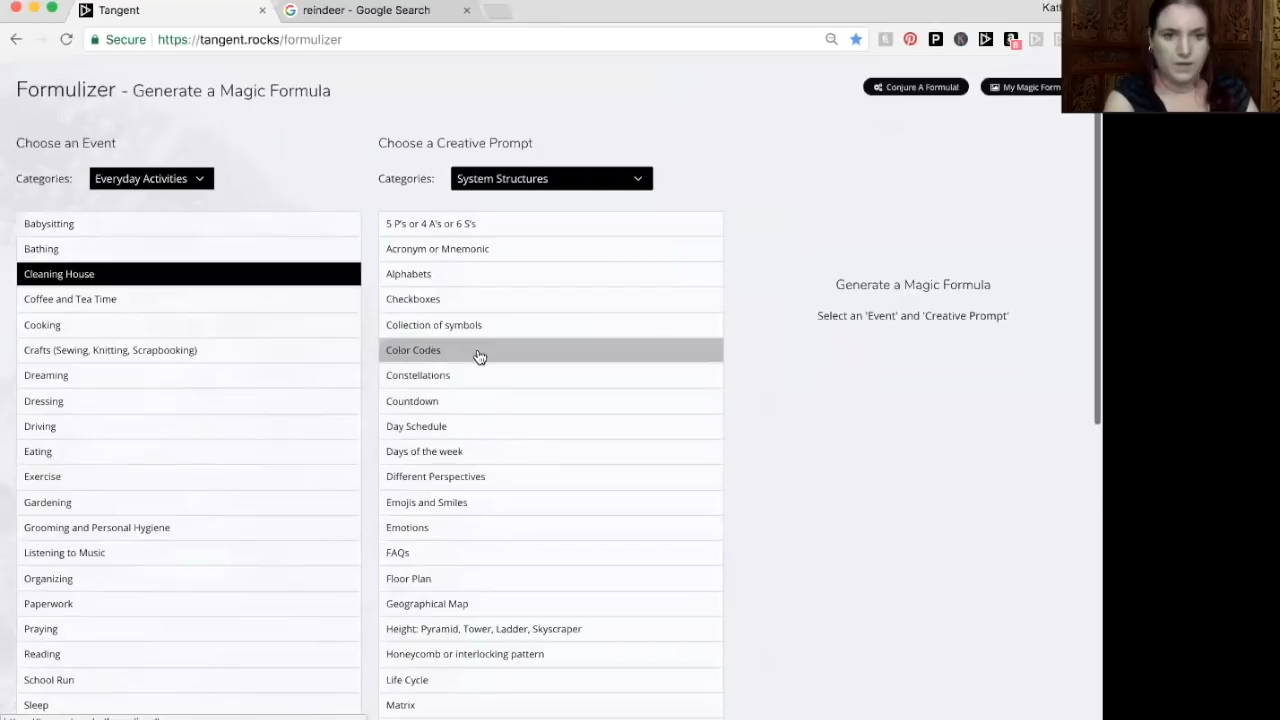 Tangent
reindeer - Google Search
Secure
https://tangent.rocks/formulizer
Formulizer - Generate a Magic Formula
Conjure A Formula!
My Magic Form
Choose an Event
Choose a Creative Prompt
Categories:
Everyday Activities
Categories:
System Structures
Babysitting
Bathing
Cleaning House
Coffee and Tea Time
Cooking
Crafts (Sewing, Knitting, Scrapbooking)
Dreaming
Dressing
Driving
Eating
Exercise
Gardening
Grooming and Personal Hygiene
Listening to Music
Organizing
Paperwork
Praying
Reading
School Run
Sleep
5 P's or 4 A's or 6 S's
Acronym or Mnemonic
Alphabets
Checkboxes
Collection of symbols
Color Codes
Constellations
Countdown
Day Schedule
Days of the week
Different Perspectives
Emojis and Smiles
Emotions
FAQs
Floor Plan
Geographical Map
Height: Pyramid, Tower, Ladder, Skyscraper
Honeycomb or interlocking pattern
Life Cycle
Matrix
Generate a Magic Formula
Select an 'Event' and 'Creative Prompt'